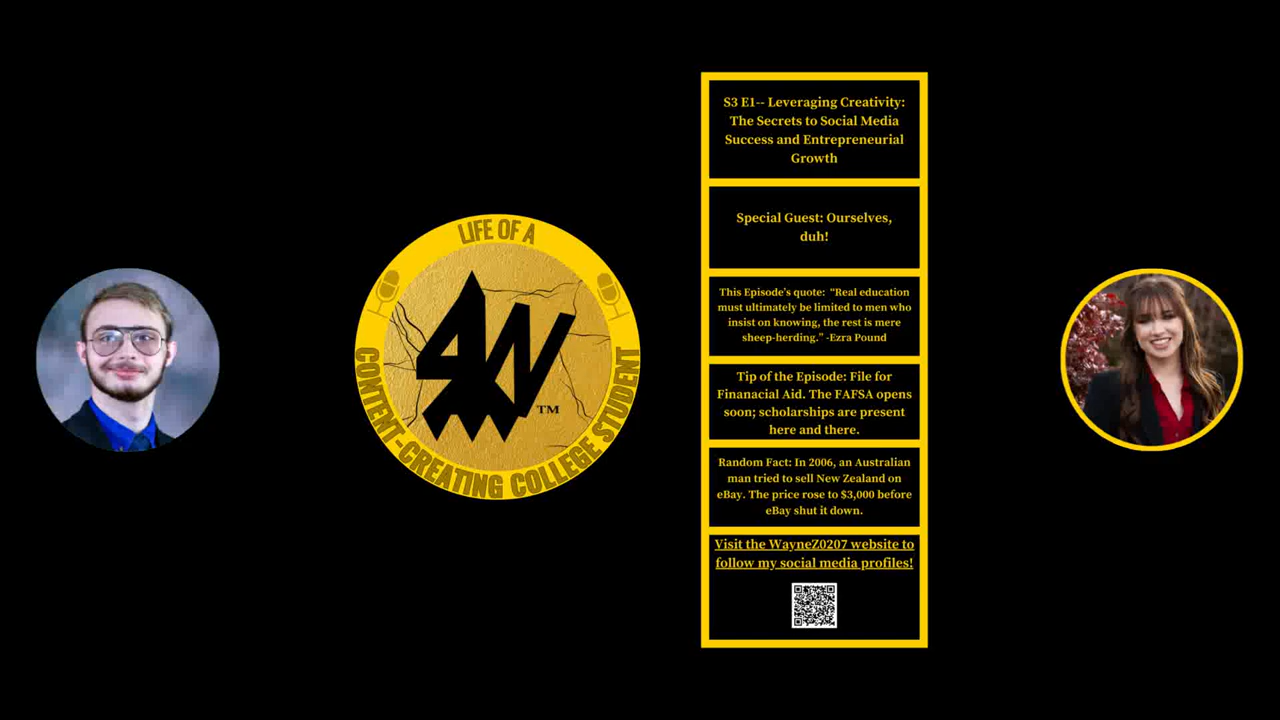 LIFE OF A
CONTENT-CREATING COLLEGE STUDENT
TM
S3 E1-- Leveraging Creativity:
The Secrets to Social Media
Success and Entrepreneurial
Growth
Special Guest: Ourselves,
duh!
This Episode's quote: “Real education
must ultimately be limited to men who
insist on knowing, the rest is mere
sheep-herding.” -Ezra Pound
Tip of the Episode: File for
Finanacial Aid. The FAFSA opens
soon; scholarships are present
here and there.
Random Fact: In 2006, an Australian
man tried to sell New Zealand on
eBay. The price rose to $3,000 before
eBay shut it down.
Visit the WayneZ0207 website to
follow my social media profiles!